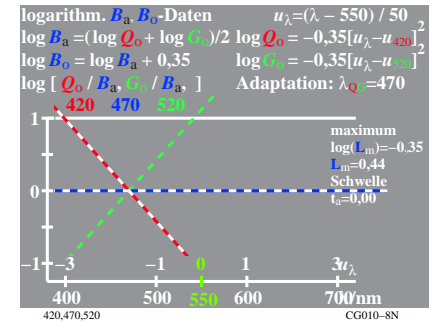 logarithm. Ba, Bo-Daten uλ=(λ – 550) / 50
log Ba=(log Qo + log Go)/2 log Qo = –0,35[uλ–u420]2
log Bo = log Ba + 0,35 log Go = –0,35[uλ–u520]2
log [ Qo / Ba, Go / Ba, ] Adaptation: λQG=470
420 470 520
1
maximum
log(Lm)=–0.35
Lm=0,44
Schwelle
ta=0,00
0
–1 –3 –1 0 1 3uλ
400 500 550 600 700/nm
420,470,520 CG010–8N